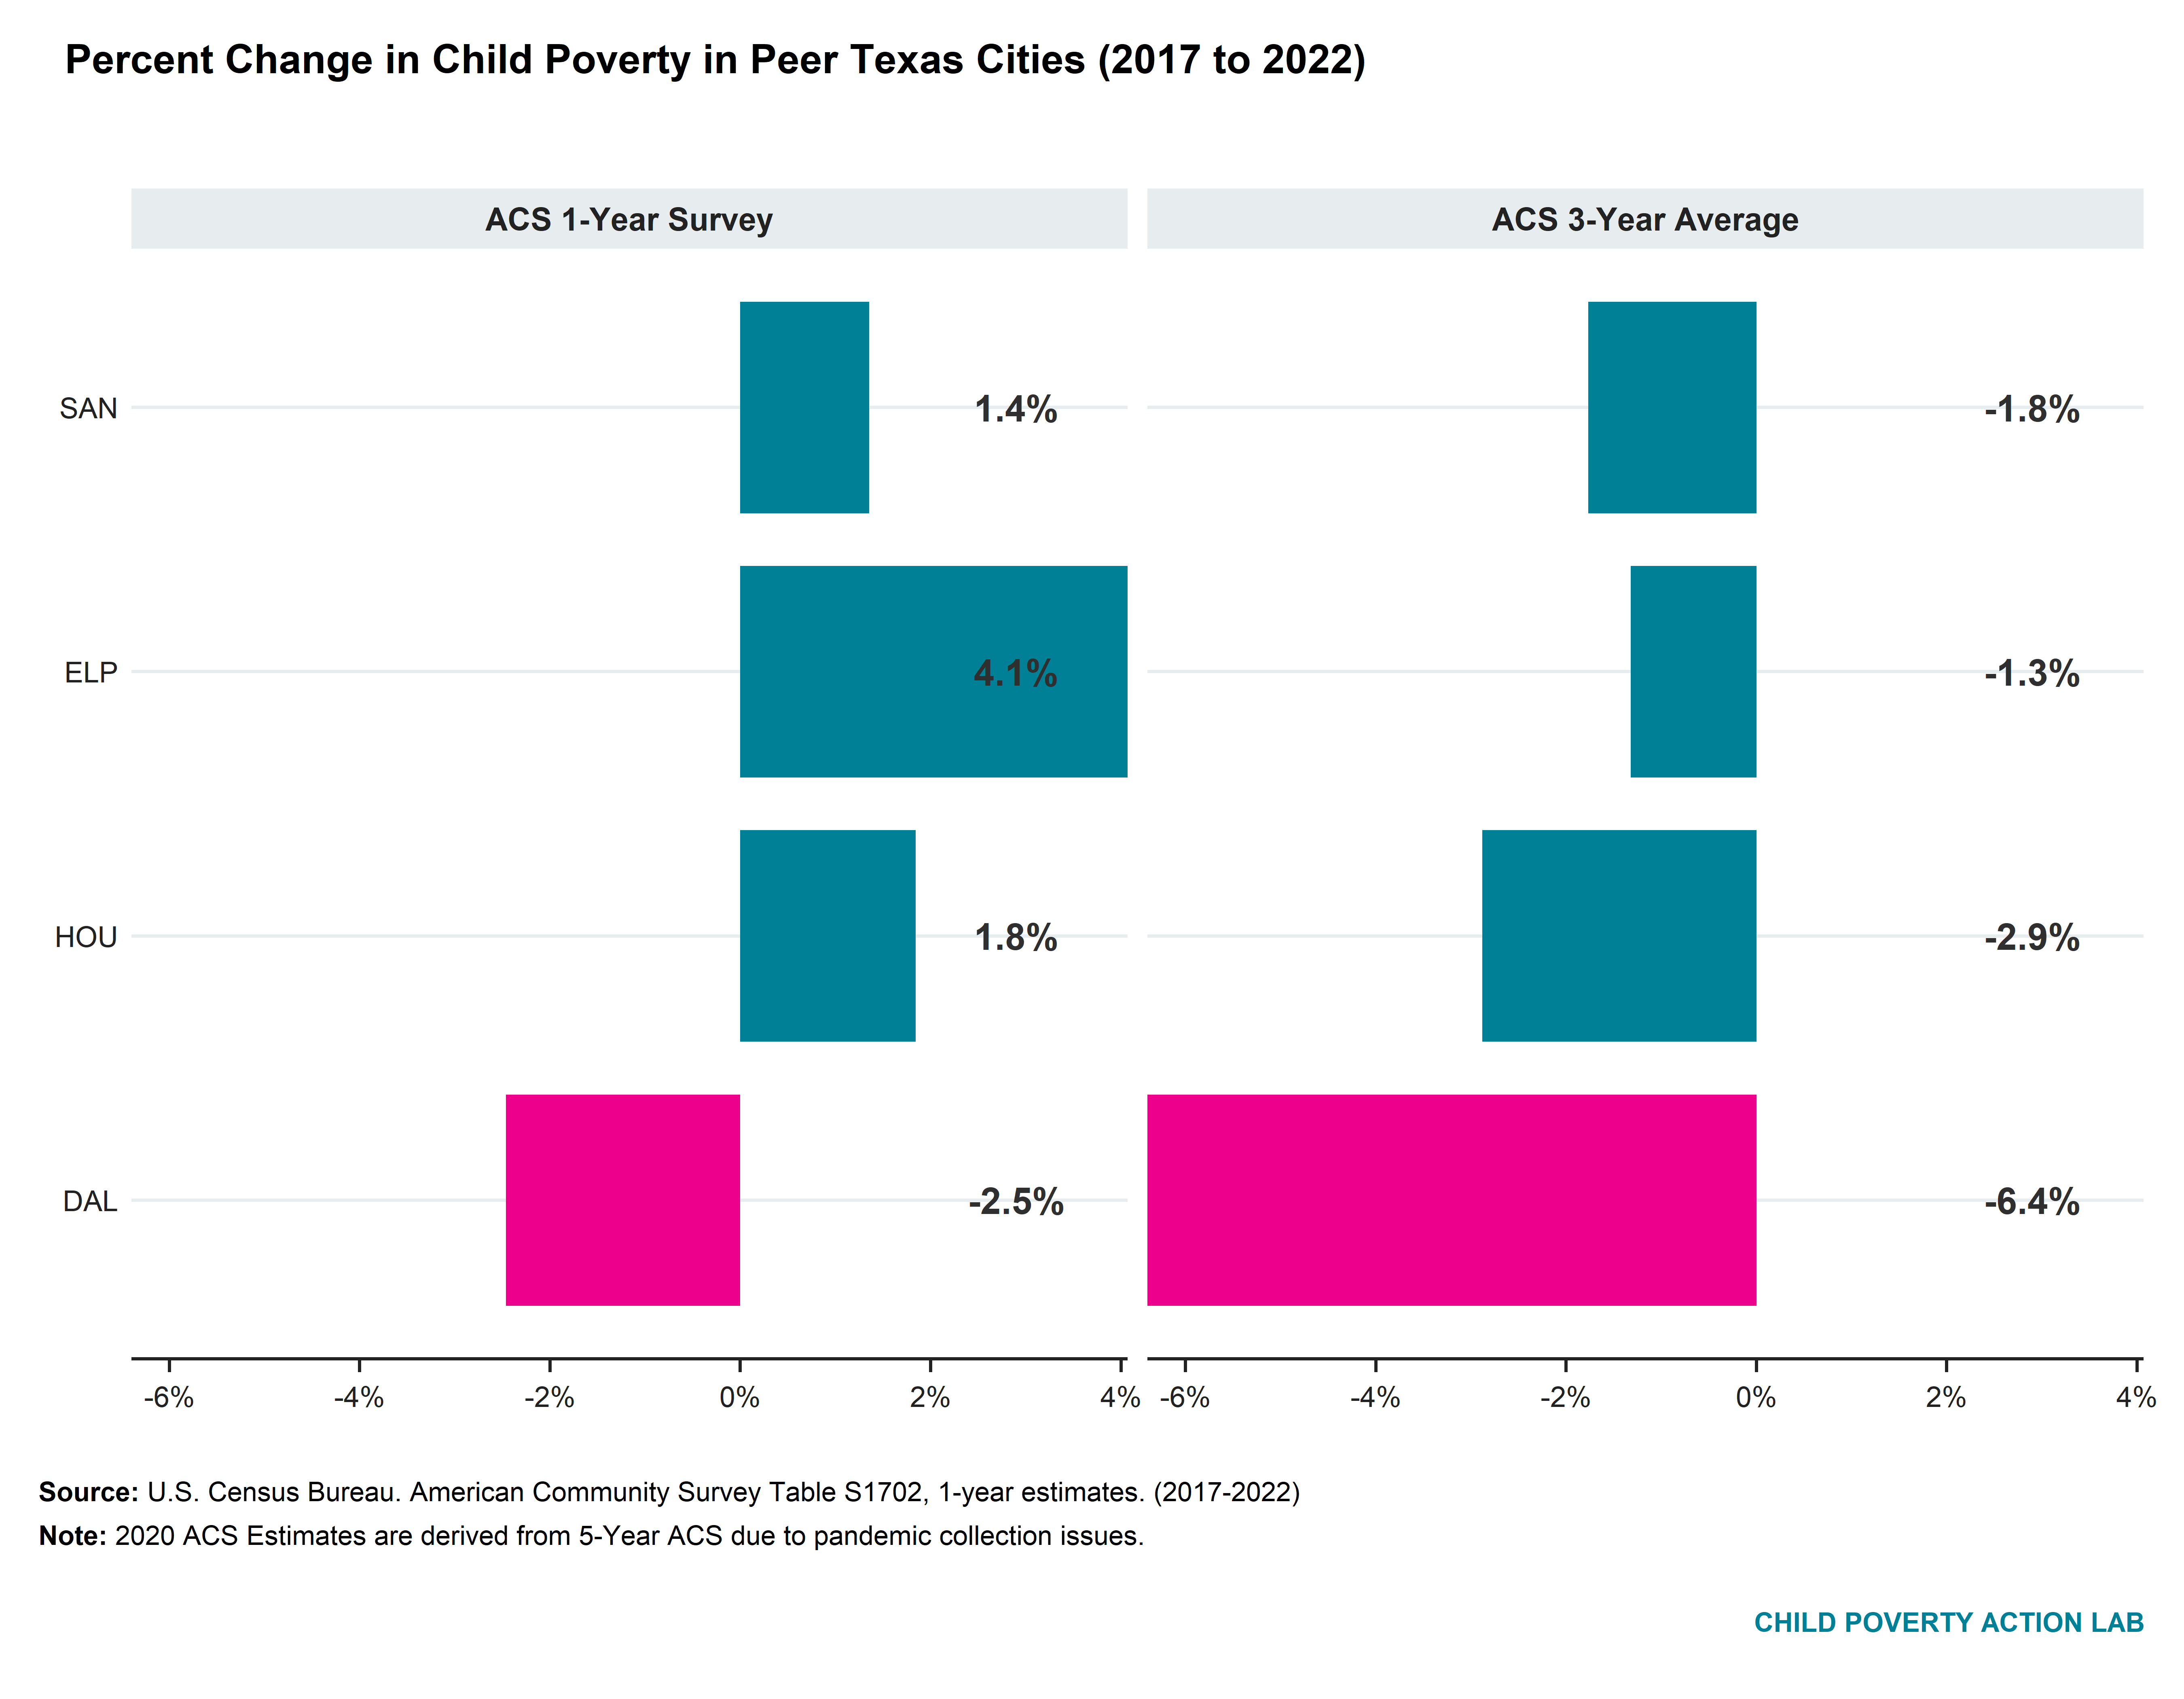 Percent Change in Child Poverty in Peer Texas Cities (2017 to 2022)
ACS 1-Year Survey
ACS 3-Year Average
SAN
1.4%
-1.8%
ELP
4.1%
-1.3%
HOU
1.8%
-2.9%
DAL
-2.5%
-6.4%
-6% -4% -2% 0% 2% 4%
-6% -4% -2% 0% 2% 4%
Source: U.S. Census Bureau. American Community Survey Table S1702, 1-year estimates. (2017-2022)
Note: 2020 ACS Estimates are derived from 5-Year ACS due to pandemic collection issues.
CHILD POVERTY ACTION LAB